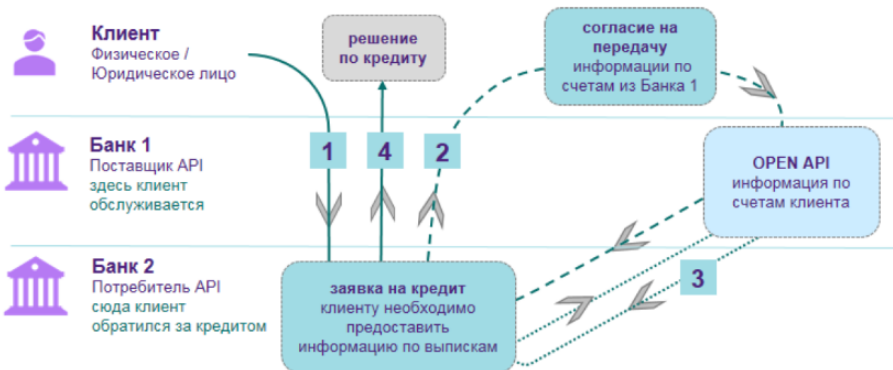 Клиент
Физическое /
Юридическое лицо
решение
по кредиту
согласие на
передачу
информации по
счетам из Банка 1
Банк 1
Поставщик API
здесь клиент
обслуживается
1
4
2
OPEN API
информация по
счетам клиента
Банк 2
Потребитель API
сюда клиент
обратился за кредитом
заявка на кредит
клиенту необходимо
предоставить
информацию по выпискам
3